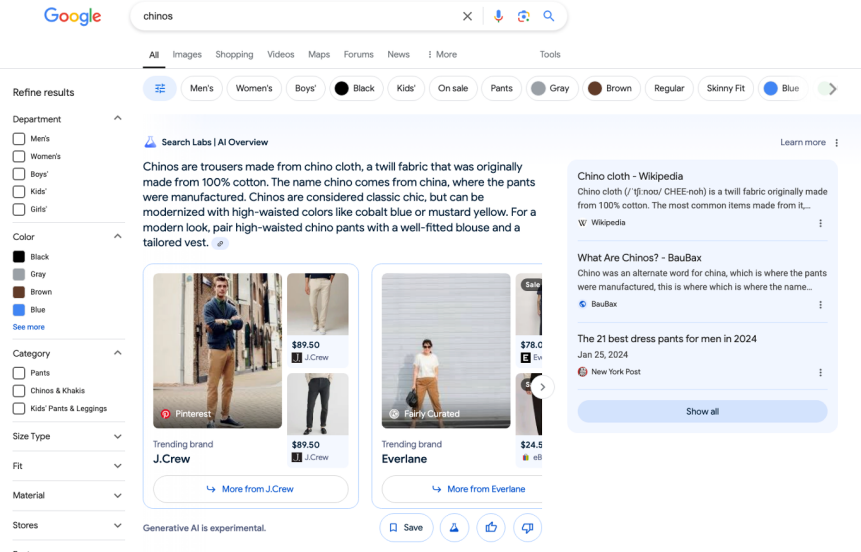 Google
chinos
All Images Shopping Videos Maps Forums News More Tools
Refine results
Men's Women's Boys' Black Kids' On sale Pants Gray Brown Regular Skinny Fit Blue
Department
Men's
Women's
Boys'
Kids'
Girls'
Color
Black
Gray
Brown
Blue
See more
Category
Pants
Chinos & Khakis
Kids' Pants & Leggings
Size Type
Fit
Material
Stores
Search Labs | AI Overview
Learn more
Chinos are trousers made from chino cloth, a twill fabric that was originally
made from 100% cotton. The name chino comes from china, where the pants
were manufactured. Chinos are considered classic chic, but can be
modernized with high-waisted colors like cobalt blue or mustard yellow. For a
modern look, pair high-waisted chino pants with a well-fitted blouse and a
tailored vest.
Pinterest
$89.50
J.Crew
$89.50
J.Crew
Trending brand
J.Crew
More from J.Crew
Fairly Curated
Sale
$78.0
E Ev
$24.5
eB
Trending brand
Everlane
More from Everlane
Generative AI is experimental.
Save
Chino cloth - Wikipedia
Chino cloth (/ˈtʃiːnoʊ/ CHEE-noh) is a twill fabric originally made
from 100% cotton. The most common items made from it,...
W Wikipedia
What Are Chinos? - BauBax
Chino was an alternate word for china, which is where the pants
were manufactured, this is where which is where the name...
BauBax
The 21 best dress pants for men in 2024
Jan 25, 2024
New York Post
Show all